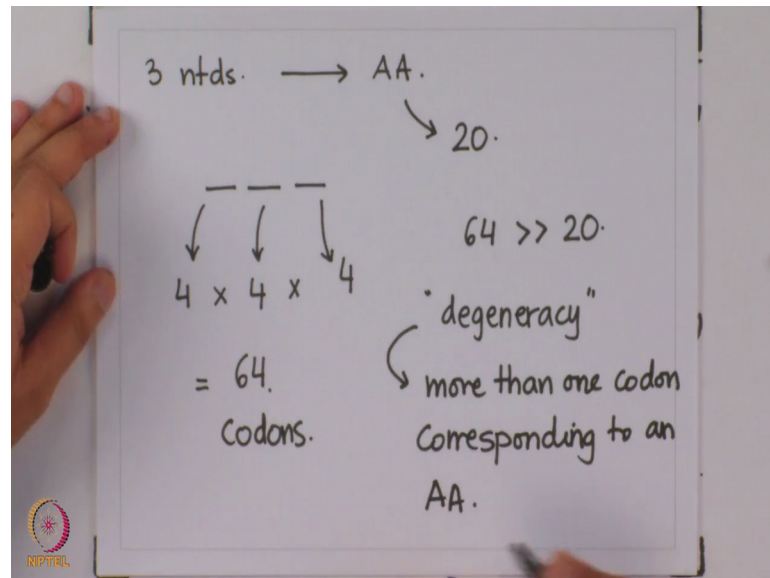 3 ntds. ⟶ AA.
20.
_ _ _
4 x 4 x 4
= 64.
Codons.
64 >> 20.
"degeneracy"
more than one codon
Corresponding to an
AA.
NPTEL